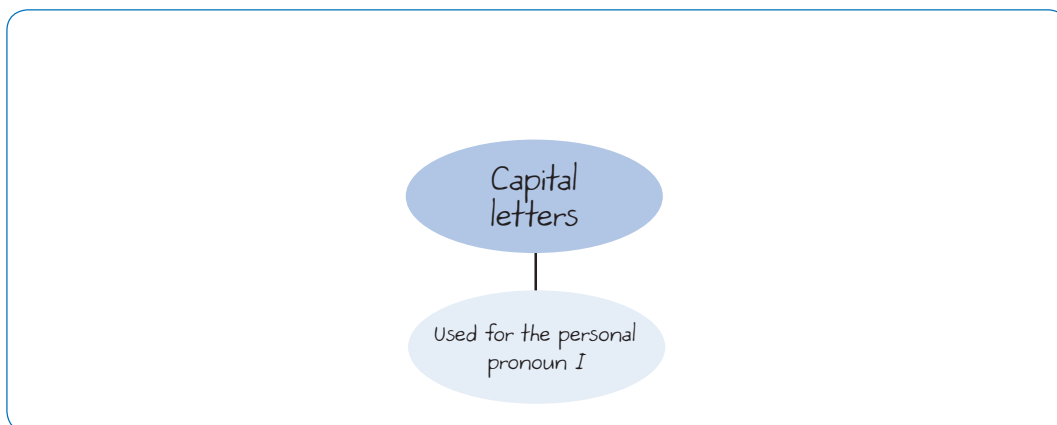 Capital
letters
Used for the personal
pronoun I